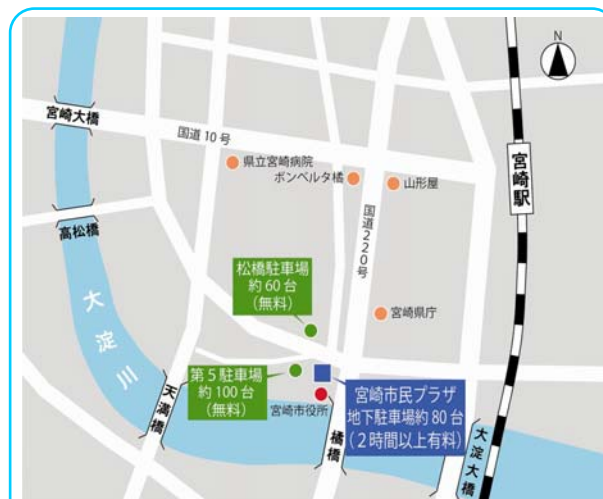 N
宮崎大橋
国道10号
県立宮崎病院
ボンベルタ橘
山形屋
宮崎駅
高松橋
国道220号
大淀川
松橋駐車場
約60台
(無料)
宮崎県庁
第5駐車場
約100台
(無料)
宮崎市民プラザ
地下駐車場約80台
(2時間以上有料)
宮崎市役所
天満橋
橘橋
大淀大橋